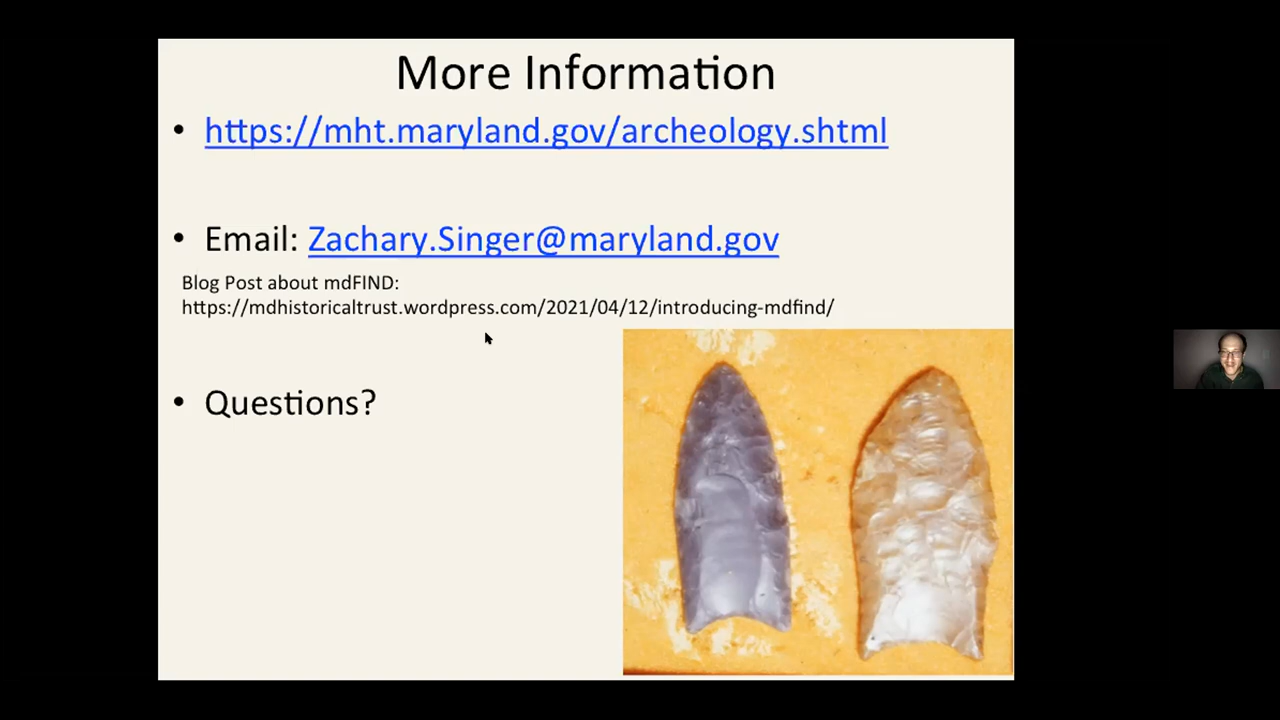 More Information
• https://mht.maryland.gov/archeology.shtml
• Email: Zachary.Singer@maryland.gov
Blog Post about mdFIND:
https://mdhistoricaltrust.wordpress.com/2021/04/12/introducing-mdfind/
• Questions?